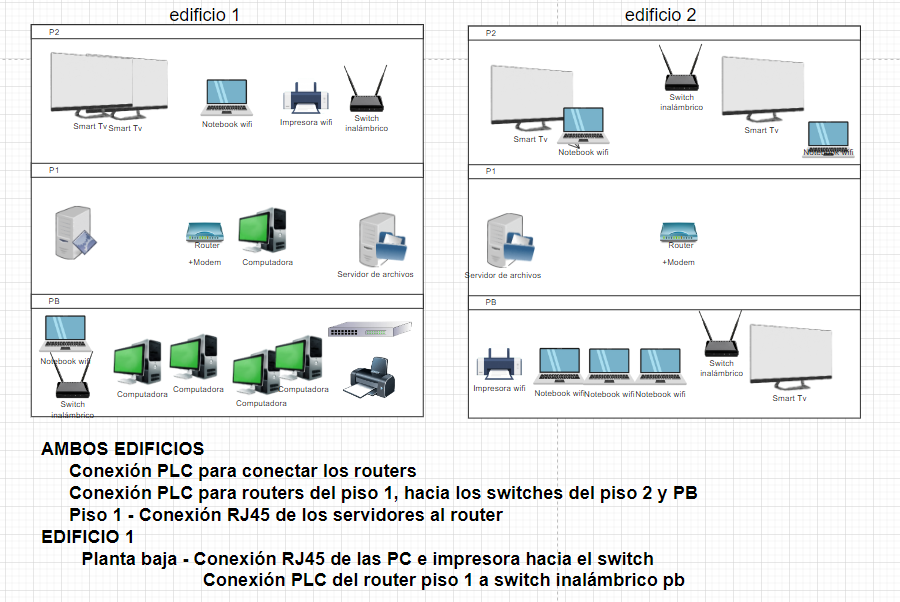 edificio 1
edificio 2
P2
Smart Tv
Smart Tv
Notebook wifi
Impresora wifi
Switch
inalámbrico
P1
Router
+Modem
Computadora
Servidor de archivos
PB
Notebook wifi
Switch
inalámbrico
Computadora
Computadora
Computadora
Computadora
P2
Smart Tv
Notebook wifi
Switch
inalámbrico
Smart Tv
Notebook wifi
P1
Servidor de archivos
Router
+Modem
PB
Impresora wifi
Notebook wifi
Notebook wifi
Notebook wifi
Switch
inalámbrico
Smart Tv
AMBOS EDIFICIOS
Conexión PLC para conectar los routers
Conexión PLC para routers del piso 1, hacia los switches del piso 2 y PB
Piso 1 - Conexión RJ45 de los servidores al router
EDIFICIO 1
Planta baja - Conexión RJ45 de las PC e impresora hacia el switch
Conexión PLC del router piso 1 a switch inalámbrico pb